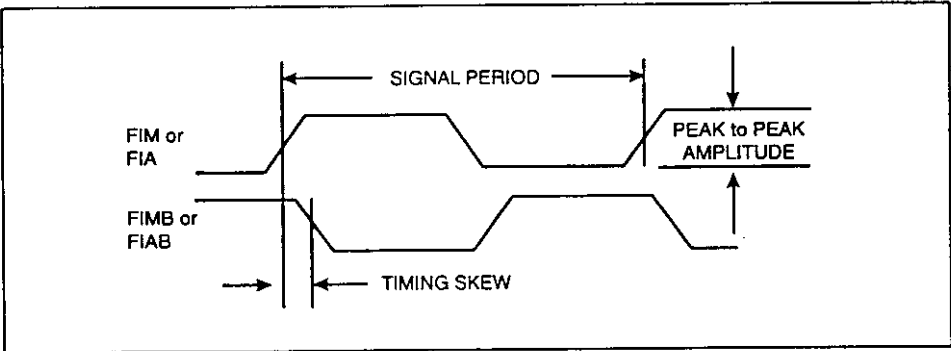 SIGNAL PERIOD
FIM or
FIA
PEAK to PEAK
AMPLITUDE
FIMB or
FIAB
TIMING SKEW